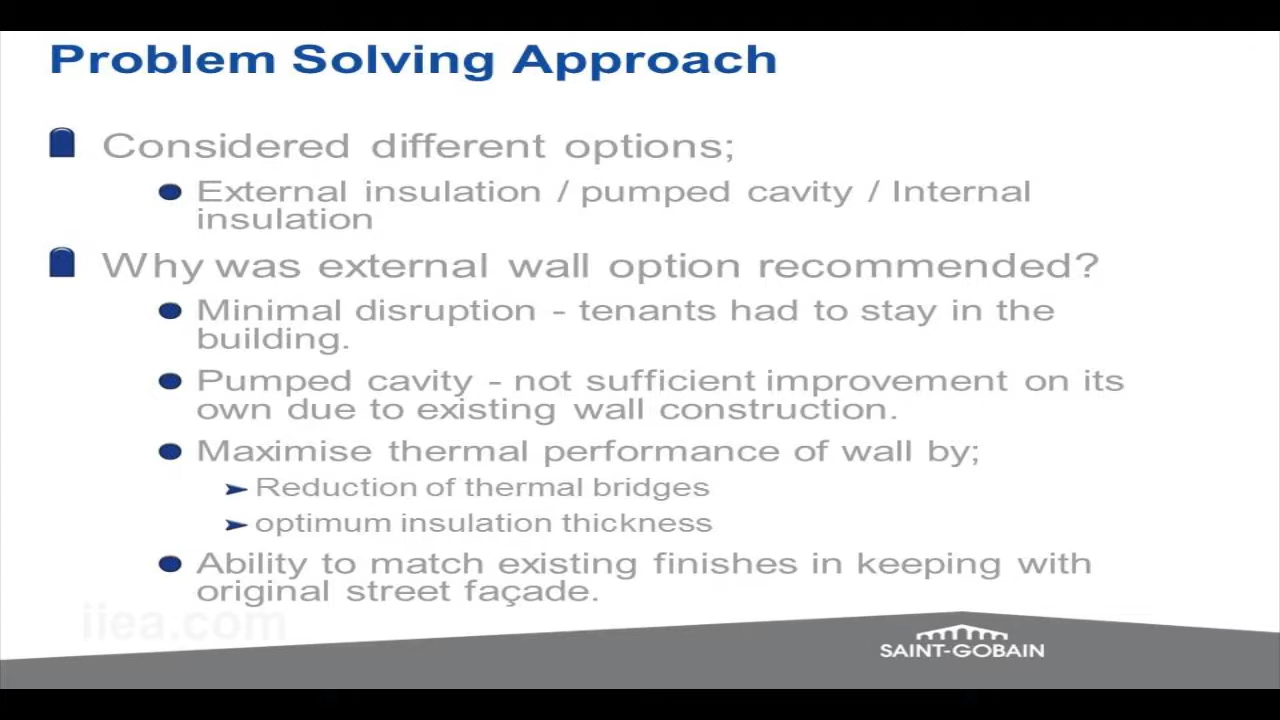 Problem Solving Approach
Considered different options;
External insulation / pumped cavity / Internal
insulation
Why was external wall option recommended?
Minimal disruption - tenants had to stay in the
building.
Pumped cavity - not sufficient improvement on its
own due to existing wall construction.
Maximise thermal performance of wall by;
Reduction of thermal bridges
optimum insulation thickness
Ability to match existing finishes in keeping with
original street façade.
iiea.com
SAINT-GOBAIN